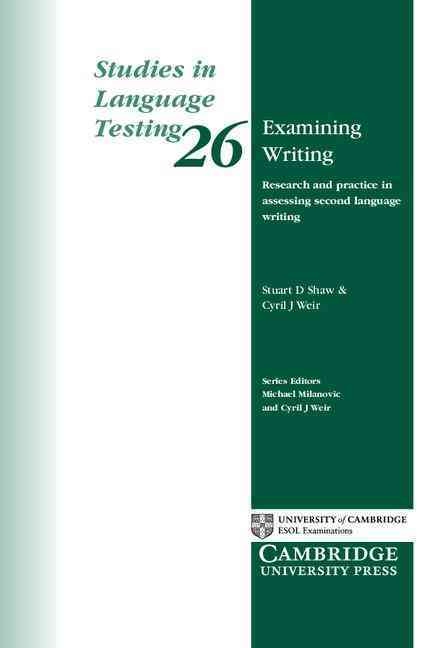 Studies in
Language
Testing 26
Examining
Writing
Research and practice in
assessing second language
writing
Stuart D Shaw &
Cyril J Weir
Series Editors
Michael Milanovic
and Cyril J Weir
UNIVERSITY of CAMBRIDGE
ESOL Examinations
CAMBRIDGE
UNIVERSITY PRESS